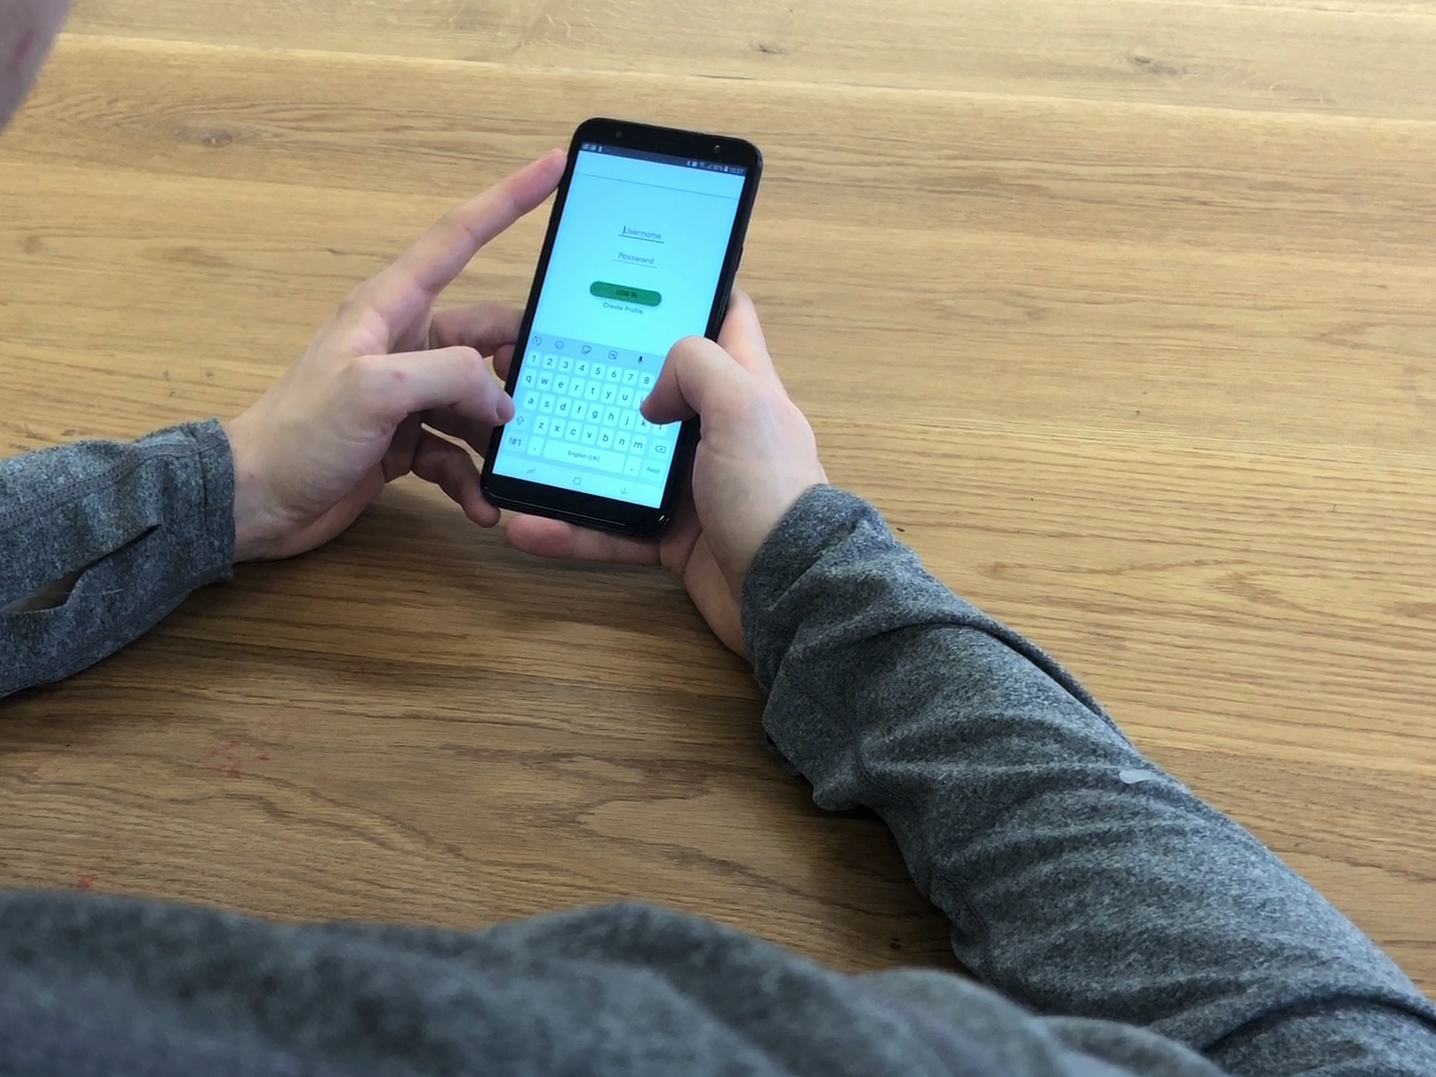 Username
Password
LOG IN
Create Profile
1 2 3 4 5 6 7 8
q w e r t y u
a s d f g h j k
z x c v b n m
!#1 , English (UK) . Next